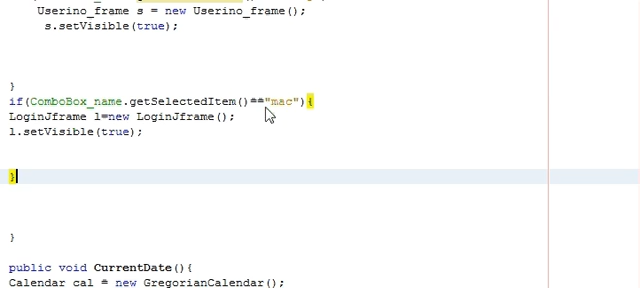 Userino_frame s = new Userino_frame();
s.setVisible(true);
}
if(ComboBox_name.getSelectedItem()=="mac"){
LoginJframe l=new LoginJframe();
l.setVisible(true);
}
}
public void CurrentDate(){
Calendar cal = new GregorianCalendar();